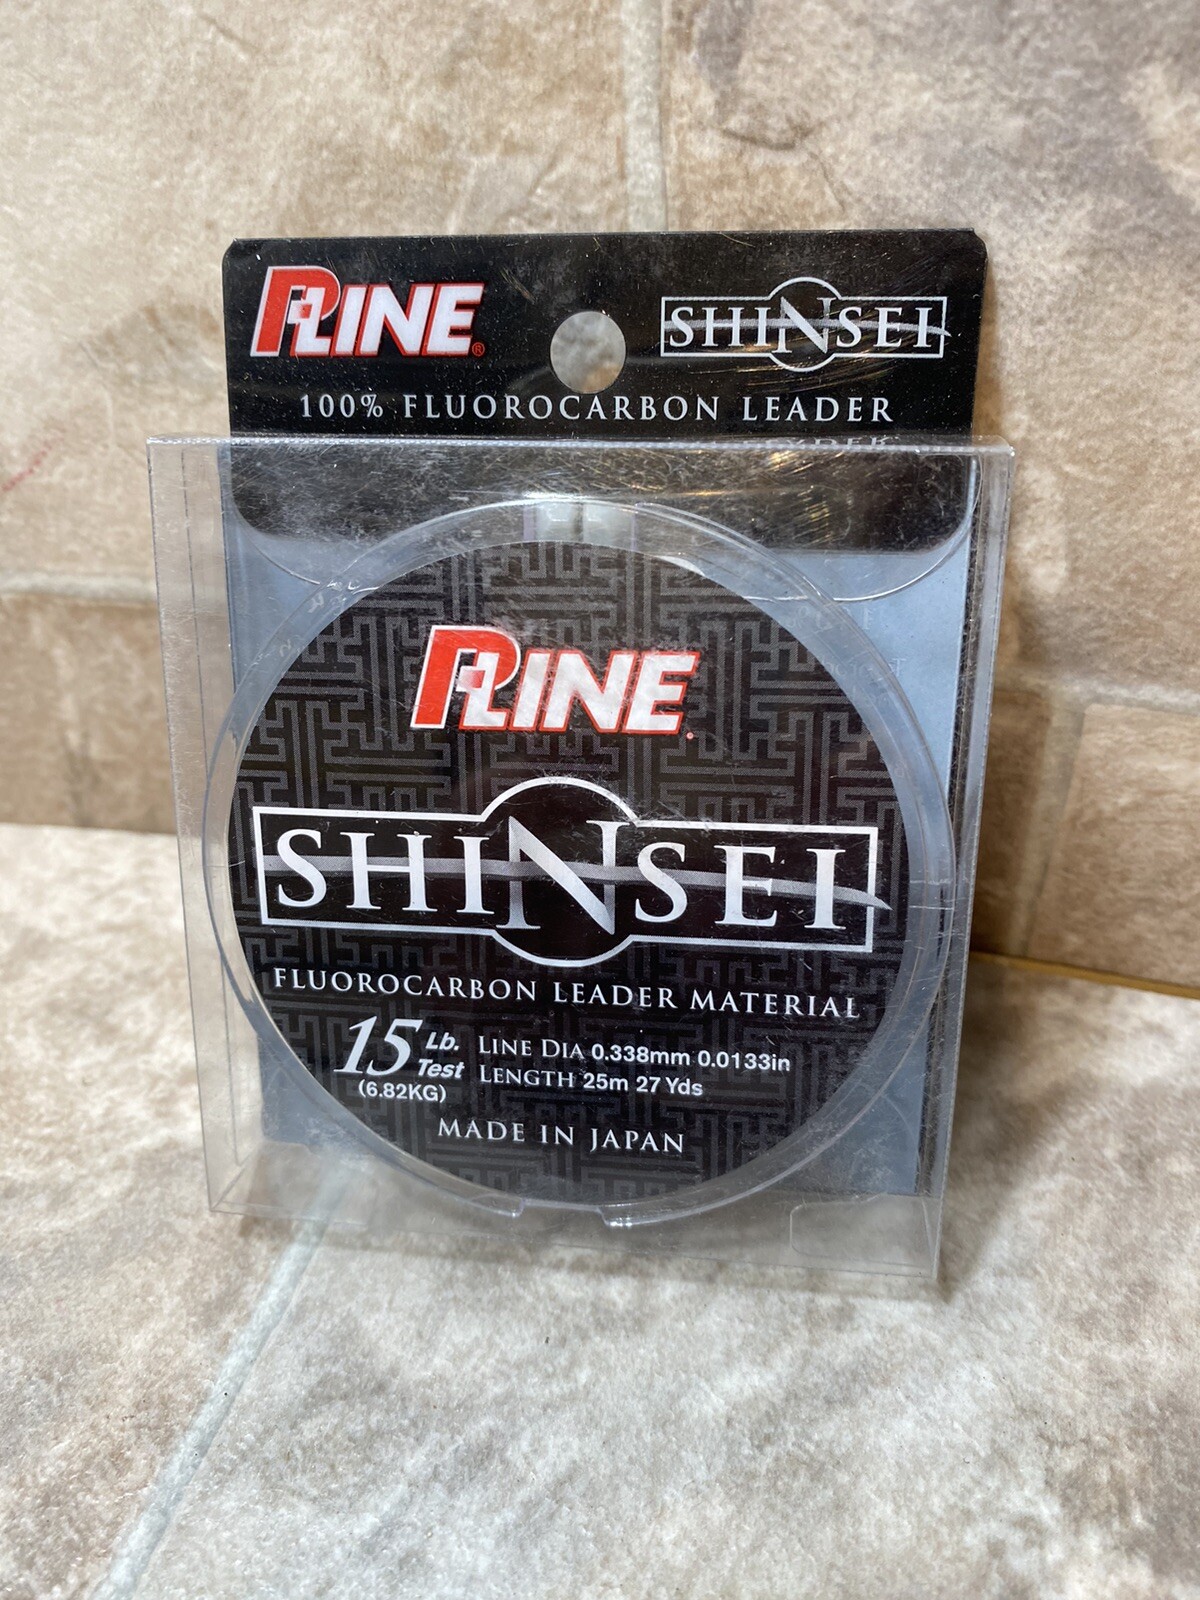 P-LINE®
SHINSEI
100% FLUOROCARBON LEADER
P-LINE
SHINSEI
FLUOROCARBON LEADER MATERIAL
15 Lb. Test LINE DIA 0.338mm 0.0133in
(6.82KG) LENGTH 25m 27 Yds
MADE IN JAPAN